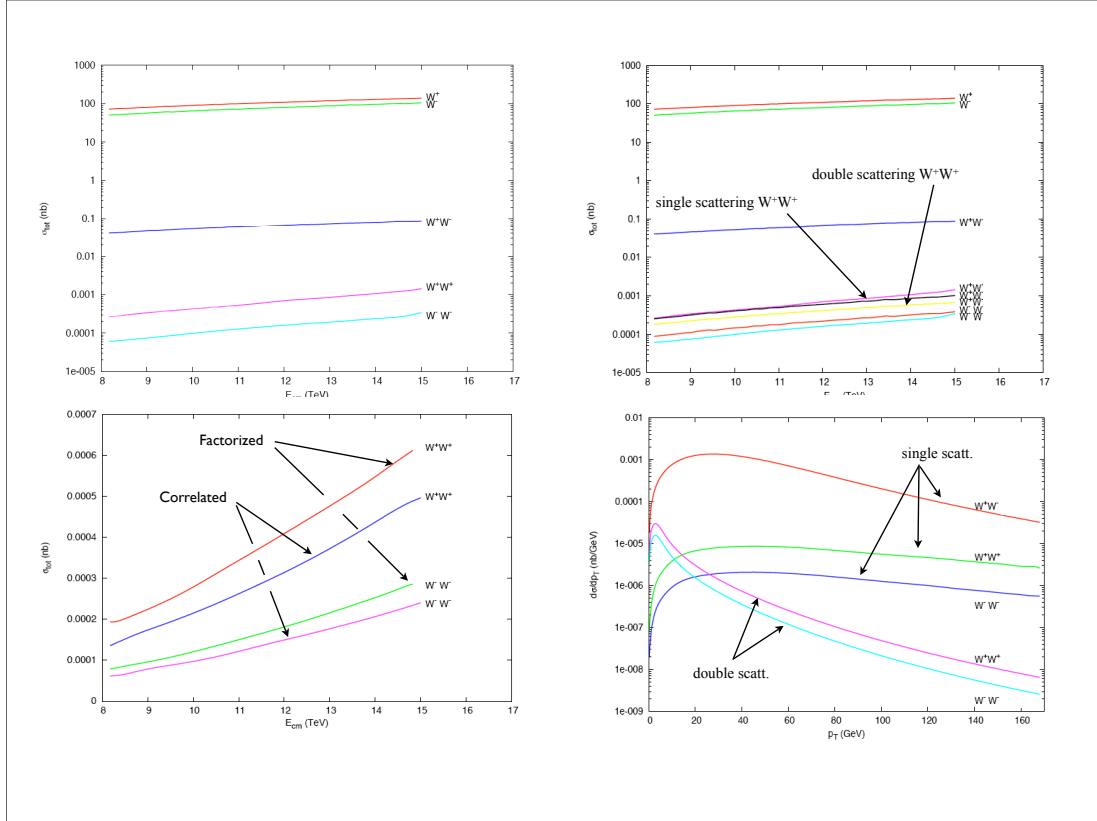 1000
100
10
1
0.1
0.01
0.001
0.0001
1e-005
σtot (nb)
W⁺
W⁻
W⁺W⁻
W⁺W⁺
W⁻W⁻
8 9 10 11 12 13 14 15 16 17
Ecm (TeV)
1000
100
10
1
0.1
0.01
0.001
0.0001
1e-005
σtot (nb)
W⁺
W⁻
double scattering W⁺W⁺
single scattering W⁺W⁺
W⁺W⁻
8 9 10 11 12 13 14 15 16 17
(TeV)
0.0007
0.0006
0.0005
0.0004
0.0003
0.0002
0.0001
0
σtot (nb)
Factorized
Correlated
W⁺W⁺
W⁺W⁺
W⁻W⁻
W⁻W⁻
8 9 10 11 12 13 14 15 16 17
Ecm (TeV)
0.01
0.001
0.0001
1e-005
1e-006
1e-007
1e-008
1e-009
dσ/dpT (nb/GeV)
single scatt.
W⁺W⁻
W⁺W⁺
W⁻W⁻
double scatt.
W⁺W⁺
W⁻W⁻
0 20 40 60 80 100 120 140 160
pT (GeV)